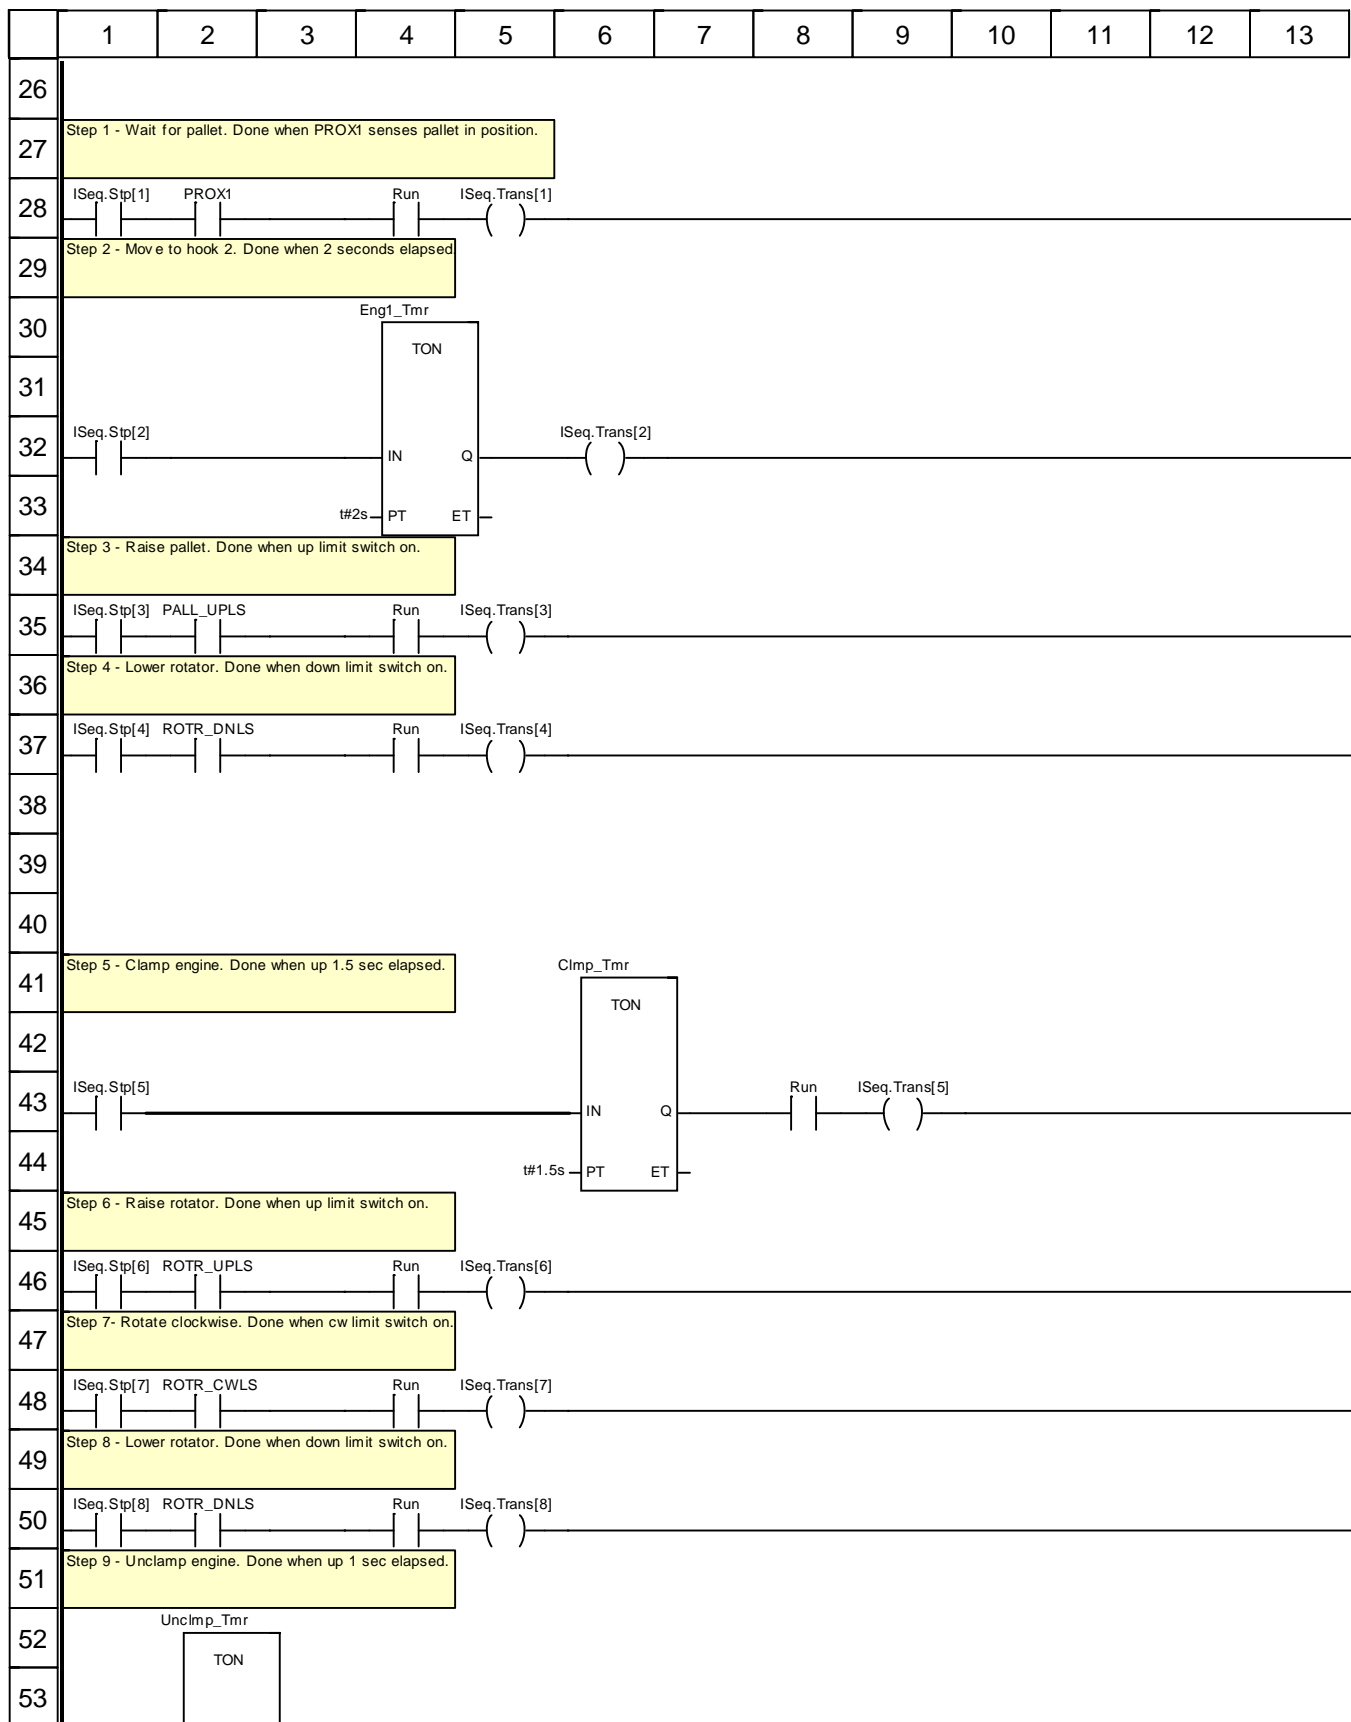 1 2 3 4 5 6 7 8 9 10 11 12 13
26
27 Step 1 - Wait for pallet. Done when PROX1 senses pallet in position.
ISeq.Stp[1] PROX1 Run ISeq.Trans[1]
28
29 Step 2 - Move to hook 2. Done when 2 seconds elapsed.
Eng1_Tmr
30
TON
31
ISeq.Stp[2] ISeq.Trans[2]
32 IN Q
33 t#2s PT ET
34 Step 3 - Raise pallet. Done when up limit switch on.
ISeq.Stp[3] PALL_UPLS Run ISeq.Trans[3]
35
36 Step 4 - Lower rotator. Done when down limit switch on.
ISeq.Stp[4] ROTR_DNLS Run ISeq.Trans[4]
37
38
39
40
41 Step 5 - Clamp engine. Done when up 1.5 sec elapsed. Clmp_Tmr
TON
42
ISeq.Stp[5] Run ISeq.Trans[5]
43 IN Q
44 t#1.5s PT ET
45 Step 6 - Raise rotator. Done when up limit switch on.
ISeq.Stp[6] ROTR_UPLS Run ISeq.Trans[6]
46
47 Step 7- Rotate clockwise. Done when cw limit switch on.
ISeq.Stp[7] ROTR_CWLS Run ISeq.Trans[7]
48
49 Step 8 - Lower rotator. Done when down limit switch on.
ISeq.Stp[8] ROTR_DNLS Run ISeq.Trans[8]
50
51 Step 9 - Unclamp engine. Done when up 1 sec elapsed.
Unclmp_Tmr
52
TON
53